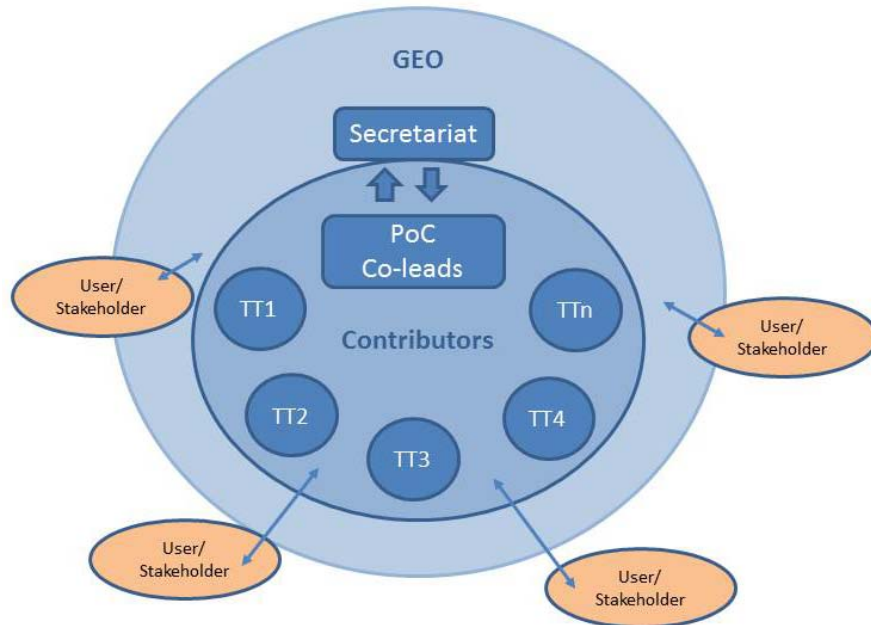 GEO
Secretariat
PoC
Co-leads
User/
Stakeholder
TT1
TTn
User/
Stakeholder
Contributors
TT2
TT4
TT3
User/
Stakeholder
User/
Stakeholder